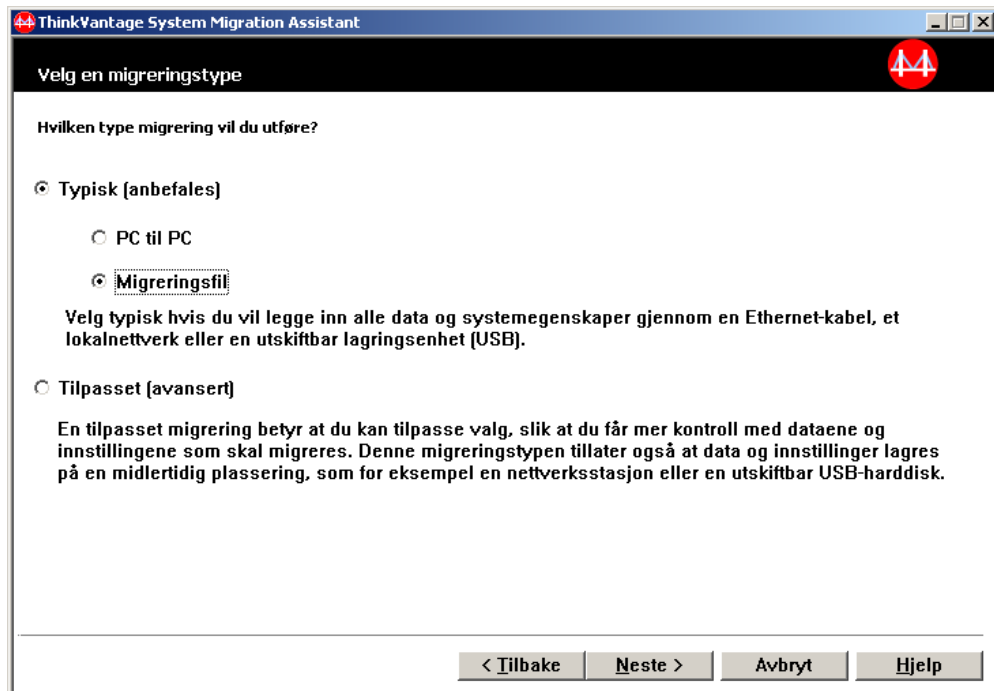 ThinkVantage System Migration Assistant
Velg en migreringstype
Hvilken type migrering vil du utføre?
Typisk (anbefales)
PC til PC
Migreringsfil
Velg typisk hvis du vil legge inn alle data og systemegenskaper gjennom en Ethernet-kabel, et
lokalnettverk eller en utskiftbar lagringsenhet (USB).
Tilpasset (avansert)
En tilpasset migrering betyr at du kan tilpasse valg, slik at du får mer kontroll med dataene og
innstillingene som skal migreres. Denne migreringstypen tillater også at data og innstillinger lagres
på en midlertidig plassering, som for eksempel en nettverksstasjon eller en utskiftbar USB-harddisk.
< Tilbake Neste > Avbryt Hjelp